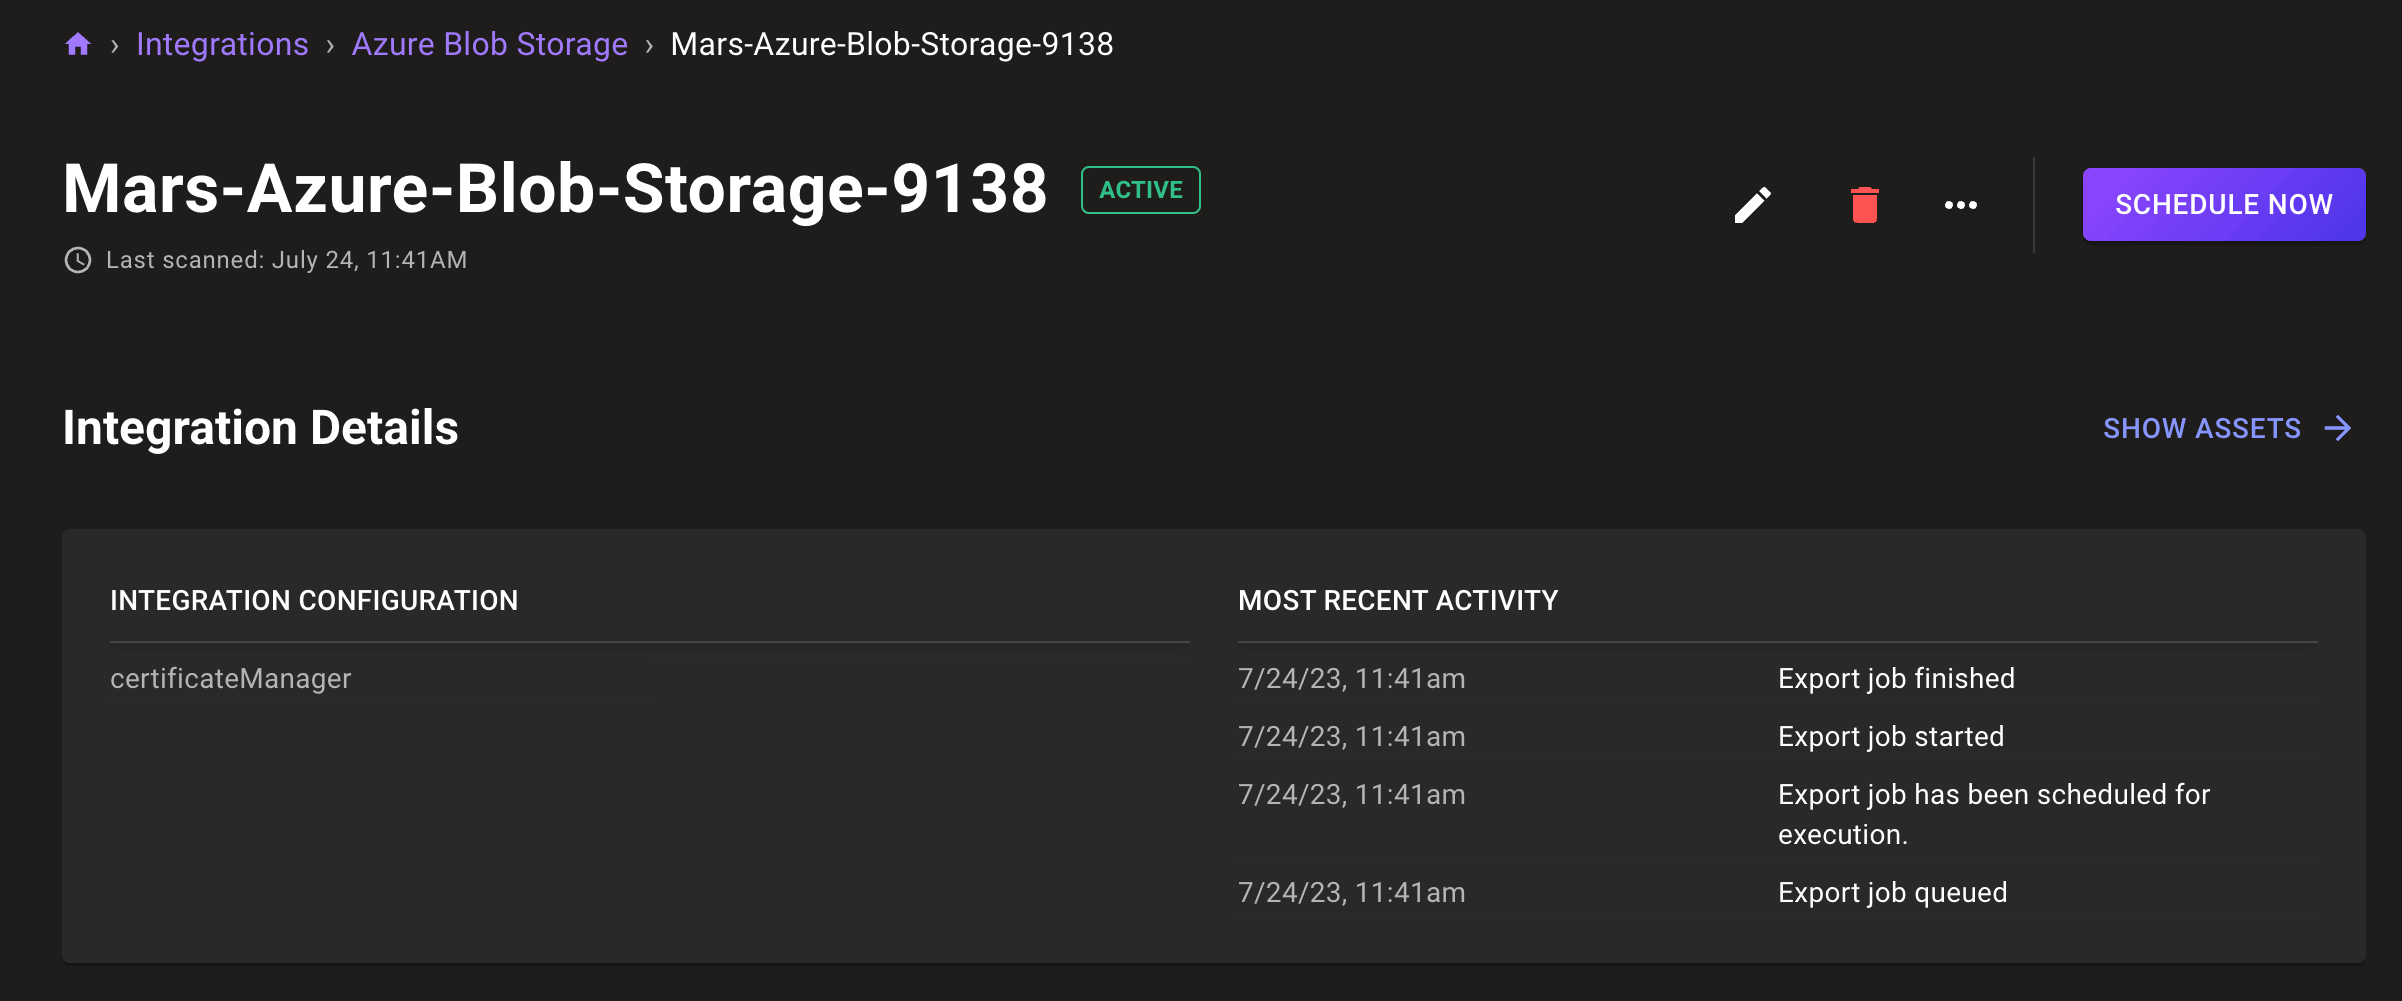 › Integrations › Azure Blob Storage › Mars-Azure-Blob-Storage-9138
Mars-Azure-Blob-Storage-9138 ACTIVE
SCHEDULE NOW
Last scanned: July 24, 11:41AM
Integration Details
SHOW ASSETS
INTEGRATION CONFIGURATION
certificateManager
MOST RECENT ACTIVITY
7/24/23, 11:41am Export job finished
7/24/23, 11:41am Export job started
7/24/23, 11:41am Export job has been scheduled for
execution.
7/24/23, 11:41am Export job queued